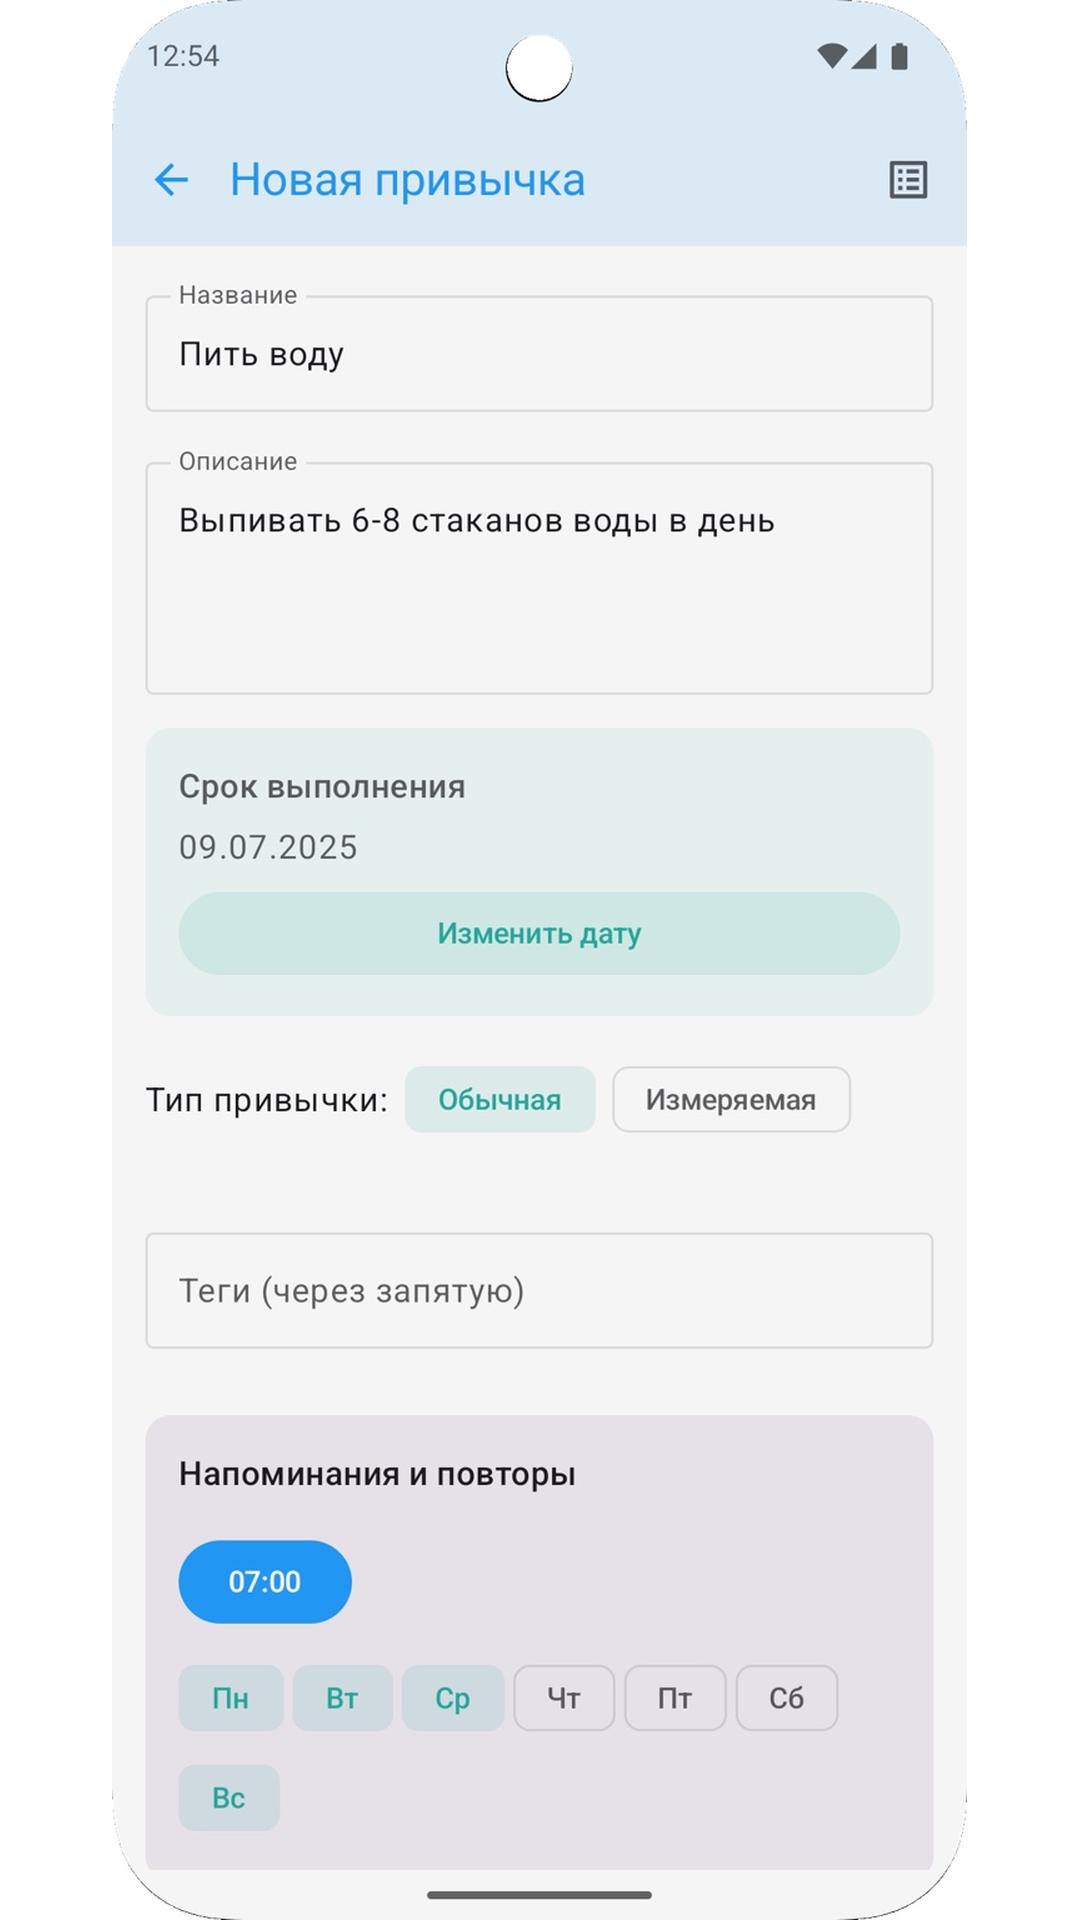 12:54
Новая привычка
Название
Пить воду
Описание
Выпивать 6-8 стаканов воды в день
Срок выполнения
09.07.2025
Изменить дату
Тип привычки: Обычная Измеряемая
Теги (через запятую)
Напоминания и повторы
07:00
Пн Вт Ср Чт Пт Сб
Вс